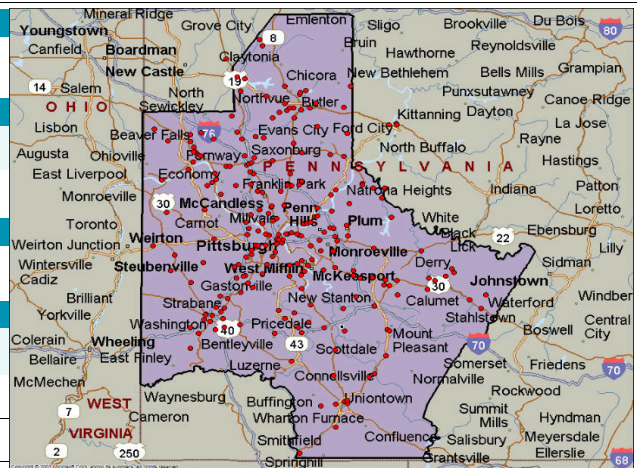 Mineral Ridge
Grove City
Emlenton
Sligo
Brookville
Du Bois
80
Youngstown
8
Bruin
Reynoldsville
Canfield
Boardman
Claytonia
Hawthorne
New Castle
19
Chicora
New Bethlehem
Bells Mills
Grampian
14
Salem
North
Sewickley
Northvue
Butler
Punxsutawney
Canoe Ridge
OHIO
Kittanning
Dayton
La Jose
Lisbon
Beaver Falls
76
Evans City
Ford City
Rayne
Augusta
Ohioville
Fernway
Saxonburg
North Buffalo
Hastings
PENNSYLVANIA
East Liverpool
Economy
Franklin Park
Natrona Heights
Indiana
Patton
Monroeville
30
McCandless
Penn
Hills
Plum
White
Loretto
Toronto
Carnot
Millvale
Black
Lick
22
Ebensburg
Weirton Junction
Weirton
Pittsburgh
Monroeville
Lilly
Wintersville
Steubenville
West Mifflin
McKeesport
Derry
Sidman
Cadiz
Gastonville
30
Johnstown
Brilliant
Strabane
New Stanton
Calumet
Waterford
Windber
Yorkville
Washington
40
Pricedale
Stahlstown
Central
City
Colerain
Wheeling
Bentleyville
43
Mount
Pleasant
70
Boswell
Bellaire
East Finley
Scottdale
Luzerne
Somerset
Friedens
70
McMechen
Connellsville
Normalville
Rockwood
7
WEST
VIRGINIA
Waynesburg
Buffington
Uniontown
Cameron
Wharton Furnace
Summit
Mills
Hyndman
2
250
Smithfield
Confluence
Salisbury
Meyersdale
Ellerslie
Springhill
Grantsville
68